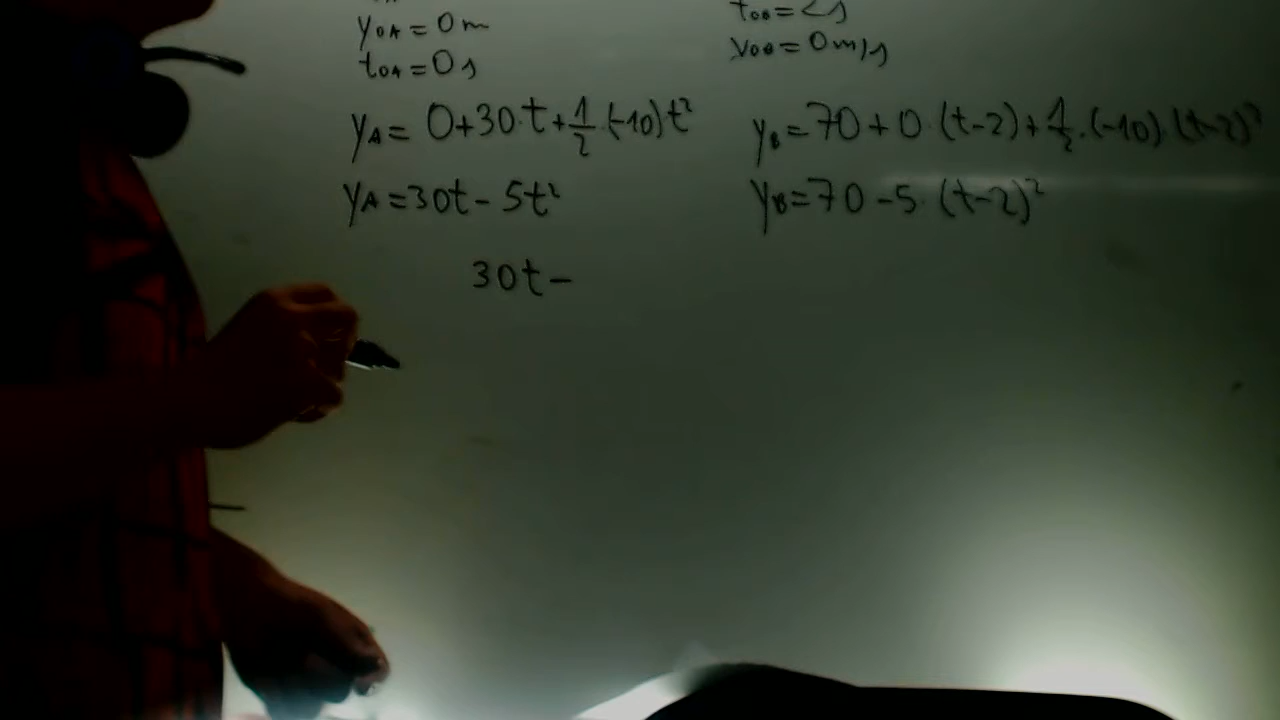 y₀A = 0 m
t₀A = 0 s
yA = 0+30·t+1/2·(-10)t²
yA = 30t - 5t²
30t -
t₀B = 2 s
v₀B = 0 m/s
yB = 70 + 0·(t-2) + 1/2·(-10)·(t-2)²
yB = 70 - 5·(t-2)²